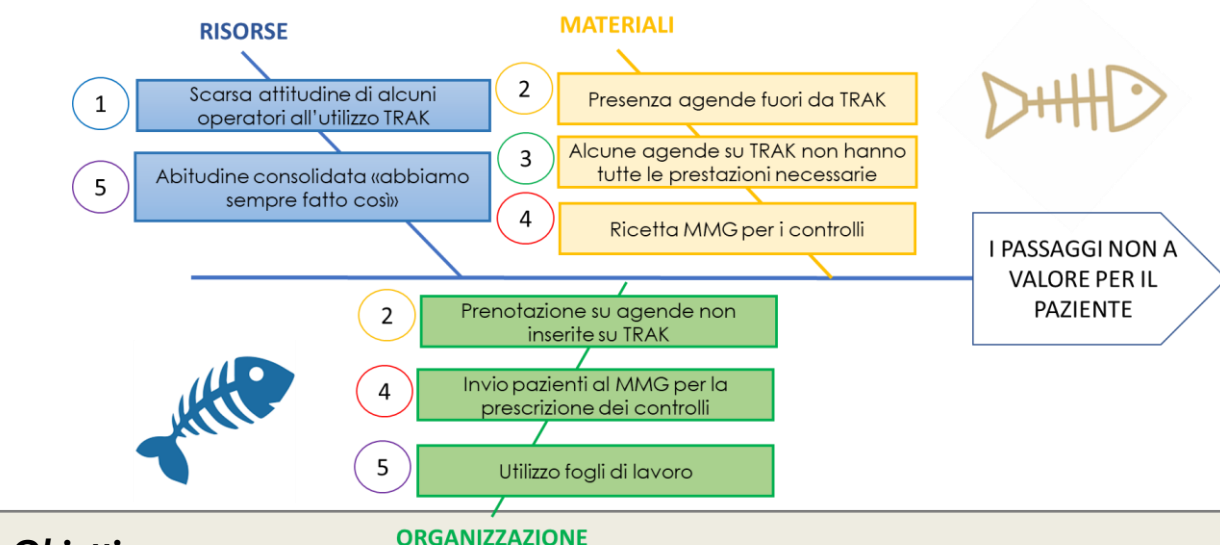 RISORSE
MATERIALI
1
Scarsa attitudine di alcuni
operatori all'utilizzo TRAK
2
Presenza agende fuori da TRAK
3
Alcune agende su TRAK non hanno
tutte le prestazioni necessarie
5
Abitudine consolidata «abbiamo
sempre fatto così»
4
Ricetta MMG per i controlli
I PASSAGGI NON A
VALORE PER IL
PAZIENTE
2
Prenotazione su agende non
inserite su TRAK
4
Invio pazienti al MMG per la
prescrizione dei controlli
5
Utilizzo fogli di lavoro
ORGANIZZAZIONE